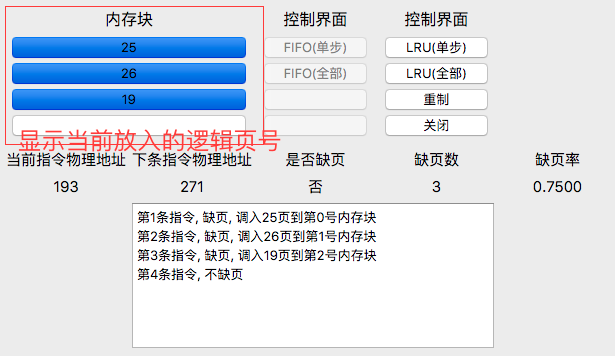 内存块 控制界面 控制界面
25 FIFO(单步) LRU(单步)
26 FIFO(全部) LRU(全部)
19 重制
关闭
显示当前放入的逻辑页号
当前指令物理地址 下条指令物理地址 是否缺页 缺页数 缺页率
193 271 否 3 0.7500
第1条指令, 缺页, 调入25页到第0号内存块
第2条指令, 缺页, 调入26页到第1号内存块
第3条指令, 缺页, 调入19页到第2号内存块
第4条指令, 不缺页